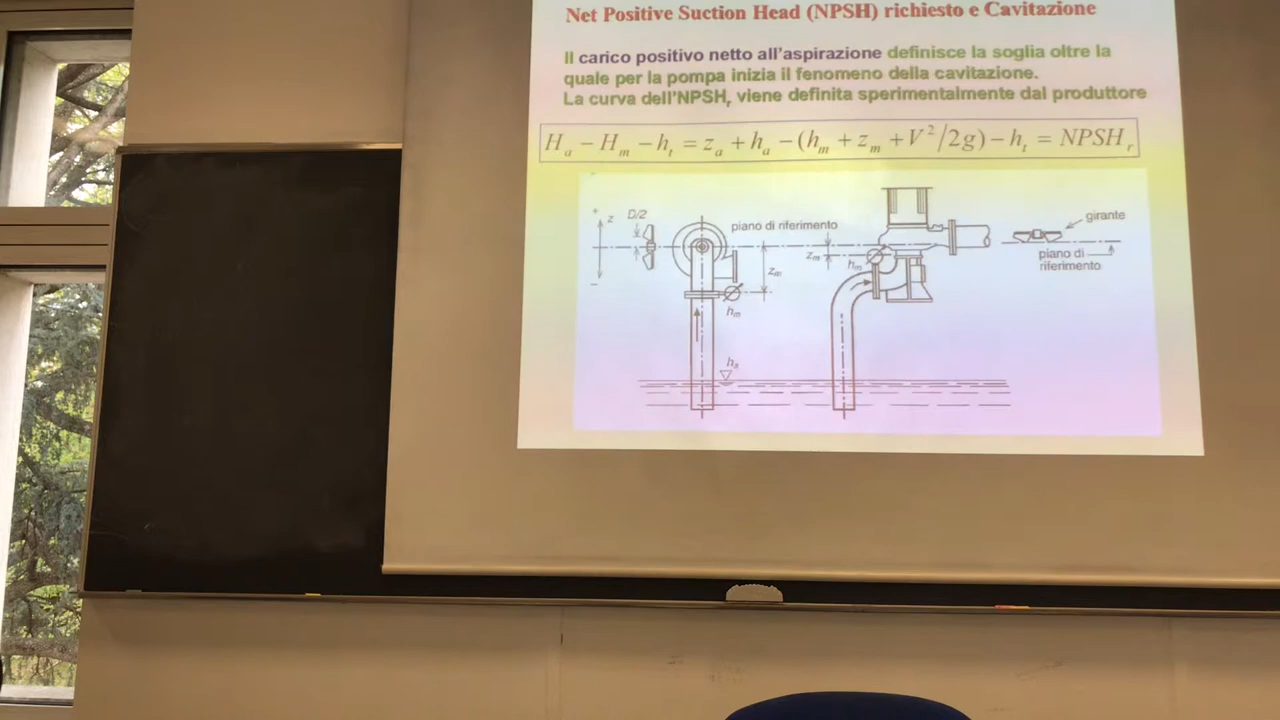 Net Positive Suction Head (NPSH) richiesto e Cavitazione
Il carico positivo netto all'aspirazione definisce la soglia oltre la
quale per la pompa inizia il fenomeno della cavitazione.
La curva dell'NPSHr viene definita sperimentalmente dal produttore
Ha − Hm − ht = za + ha − (hm + zm + V²/2g) − ht = NPSHr
+ z D/2
piano di riferimento
girante
zm
hm
zm
piano di
riferimento
−
hm
ha